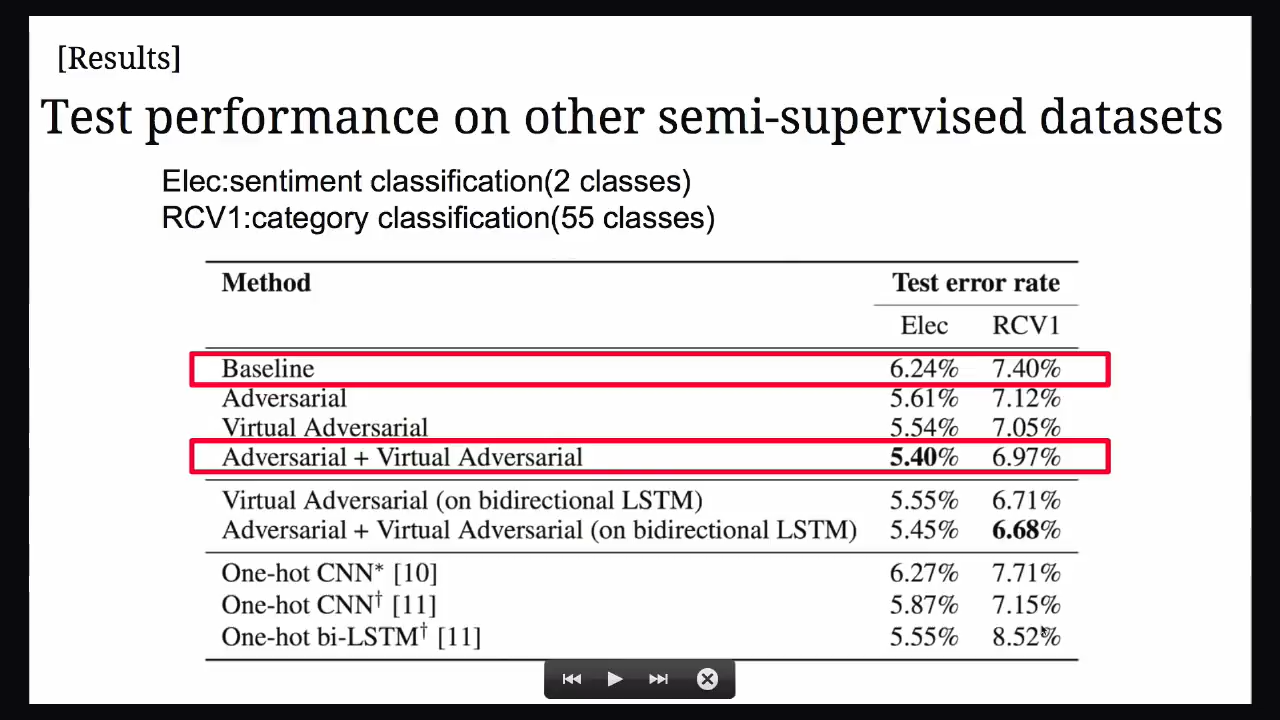 [Results]
Test performance on other semi-supervised datasets
Elec:sentiment classification(2 classes)
RCV1:category classification(55 classes)
Method Test error rate
Elec RCV1
Baseline 6.24% 7.40%
Adversarial 5.61% 7.12%
Virtual Adversarial 5.54% 7.05%
Adversarial + Virtual Adversarial 5.40% 6.97%
Virtual Adversarial (on bidirectional LSTM) 5.55% 6.71%
Adversarial + Virtual Adversarial (on bidirectional LSTM) 5.45% 6.68%
One-hot CNN* [10] 6.27% 7.71%
One-hot CNN† [11] 5.87% 7.15%
One-hot bi-LSTM† [11] 5.55% 8.52%